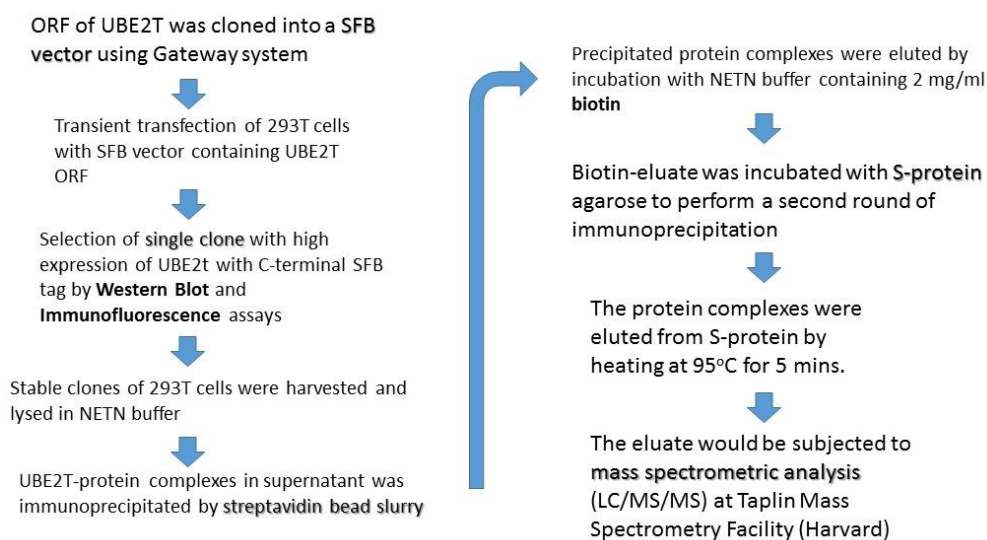 ORF of UBE2T was cloned into a SFB
vector using Gateway system
Transient transfection of 293T cells
with SFB vector containing UBE2T
ORF
Selection of single clone with high
expression of UBE2t with C-terminal SFB
tag by Western Blot and
Immunofluorescence assays
Stable clones of 293T cells were harvested and
lysed in NETN buffer
UBE2T-protein complexes in supernatant was
immunoprecipitated by streptavidin bead slurry
Precipitated protein complexes were eluted by
incubation with NETN buffer containing 2 mg/ml
biotin
Biotin-eluate was incubated with S-protein
agarose to perform a second round of
immunoprecipitation
The protein complexes were
eluted from S-protein by
heating at 95°C for 5 mins.
The eluate would be subjected to
mass spectrometric analysis
(LC/MS/MS) at Taplin Mass
Spectrometry Facility (Harvard)